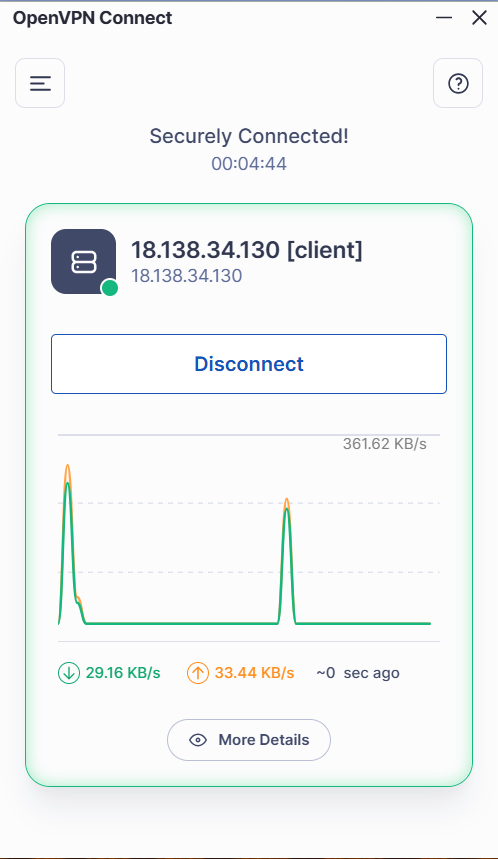 OpenVPN Connect
Securely Connected!
00:04:44
18.138.34.130 [client]
18.138.34.130
Disconnect
361.62 KB/s
29.16 KB/s 33.44 KB/s ~0 sec ago
More Details